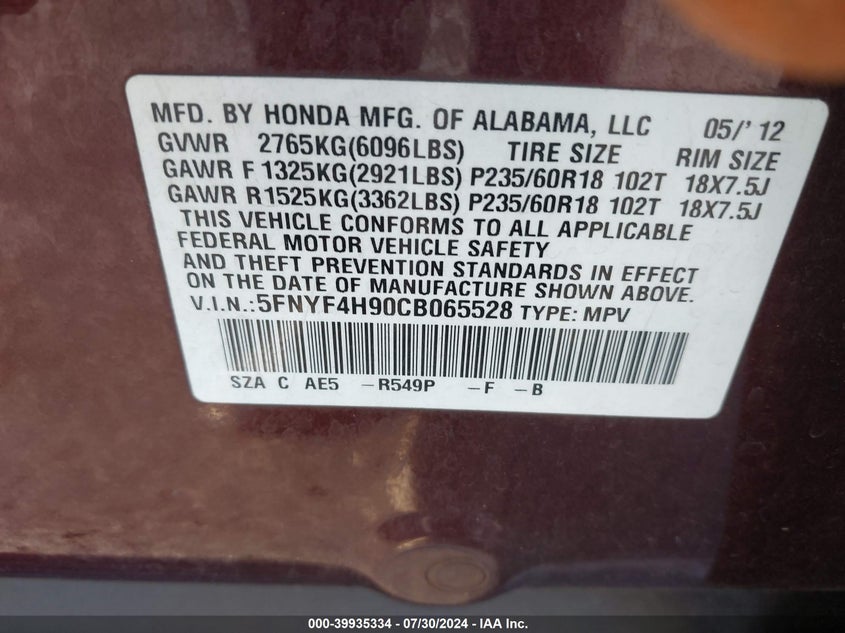 MFD. BY HONDA MFG. OF ALABAMA, LLC 05/' 12
GVWR 2765KG(6096LBS) TIRE SIZE RIM SIZE
GAWR F 1325KG(2921LBS) P235/60R18 102T 18X7.5J
GAWR R1525KG(3362LBS) P235/60R18 102T 18X7.5J
THIS VEHICLE CONFORMS TO ALL APPLICABLE
FEDERAL MOTOR VEHICLE SAFETY
AND THEFT PREVENTION STANDARDS IN EFFECT
ON THE DATE OF MANUFACTURE SHOWN ABOVE.
V.I.N.:5FNYF4H90CB065528 TYPE: MPV
SZA C AE5 -R549P -F -B
000-39935334 - 07/30/2024 - IAA Inc.